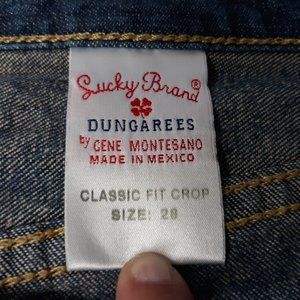 Lucky Brand®
DUNGAREES
by GENE MONTESANO
MADE IN MEXICO
CLASSIC FIT CROP
SIZE: 28